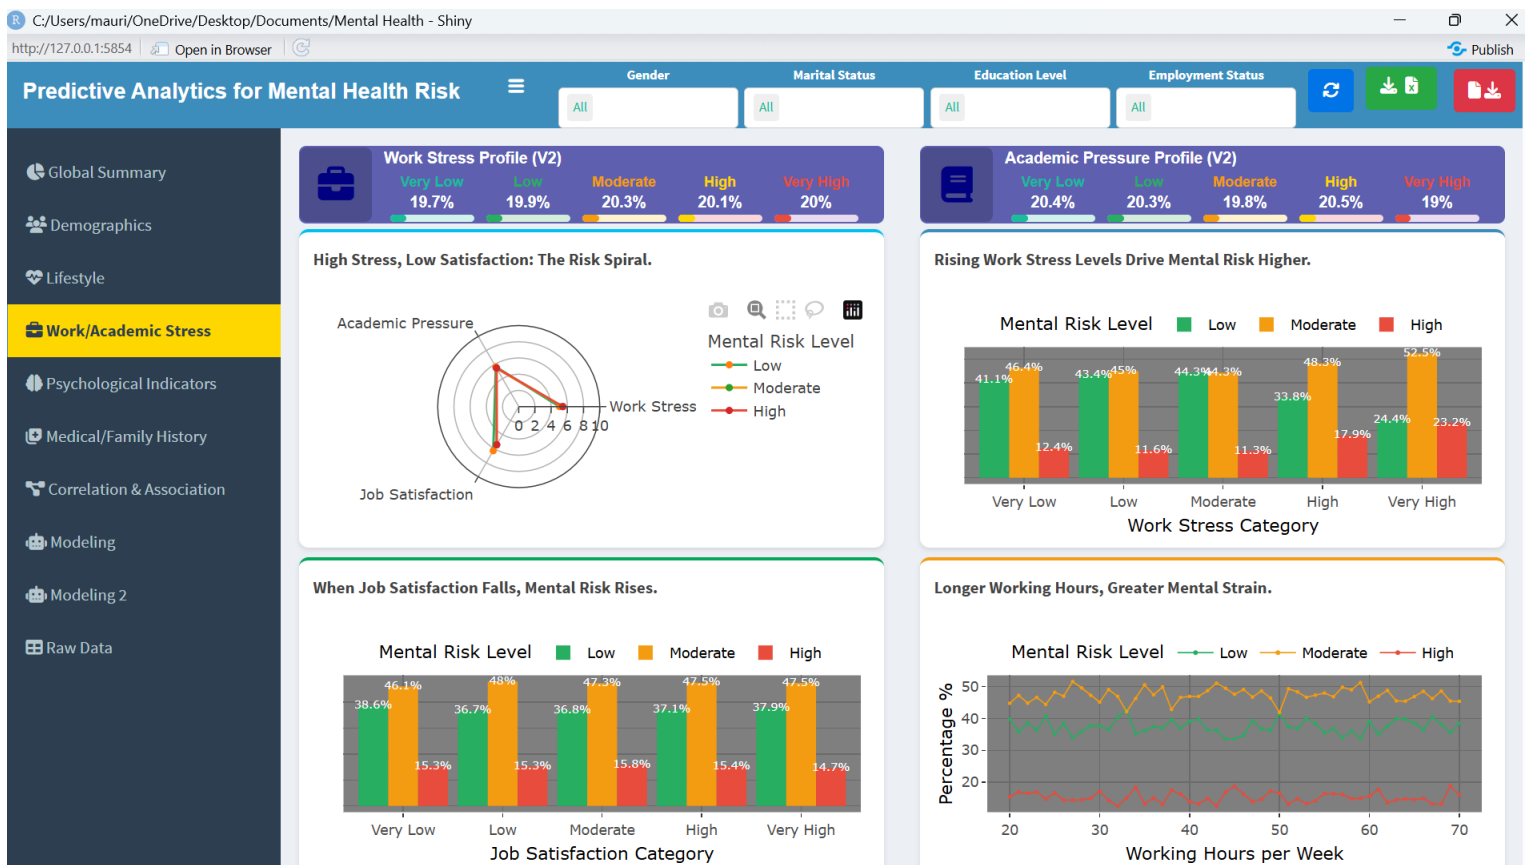 C:/Users/mauri/OneDrive/Desktop/Documents/Mental Health - Shiny
http://127.0.0.1:5854 Open in Browser Publish
Predictive Analytics for Mental Health Risk
Gender Marital Status Education Level Employment Status
All All All All
Global Summary
Demographics
Lifestyle
Work/Academic Stress
Psychological Indicators
Medical/Family History
Correlation & Association
Modeling
Modeling 2
Raw Data
Work Stress Profile (V2)
Very Low Low Moderate High Very High
19.7% 19.9% 20.3% 20.1% 20%
Academic Pressure Profile (V2)
Very Low Low Moderate High Very High
20.4% 20.3% 19.8% 20.5% 19%
High Stress, Low Satisfaction: The Risk Spiral.
Academic Pressure
Work Stress
Job Satisfaction
0 2 4 6 8 10
Mental Risk Level
Low
Moderate
High
Rising Work Stress Levels Drive Mental Risk Higher.
Mental Risk Level Low Moderate High
41.1% 46.4% 12.4% 43.4% 45% 11.6% 44.3% 44.3% 11.3% 33.8% 48.3% 17.9% 24.4% 52.5% 23.2%
Very Low Low Moderate High Very High
Work Stress Category
When Job Satisfaction Falls, Mental Risk Rises.
Mental Risk Level Low Moderate High
38.6% 46.1% 15.3% 36.7% 48% 15.3% 36.8% 47.3% 15.8% 37.1% 47.5% 15.4% 37.9% 47.5% 14.7%
Very Low Low Moderate High Very High
Job Satisfaction Category
Longer Working Hours, Greater Mental Strain.
Mental Risk Level Low Moderate High
Percentage %
50
40
30
20
20 30 40 50 60 70
Working Hours per Week